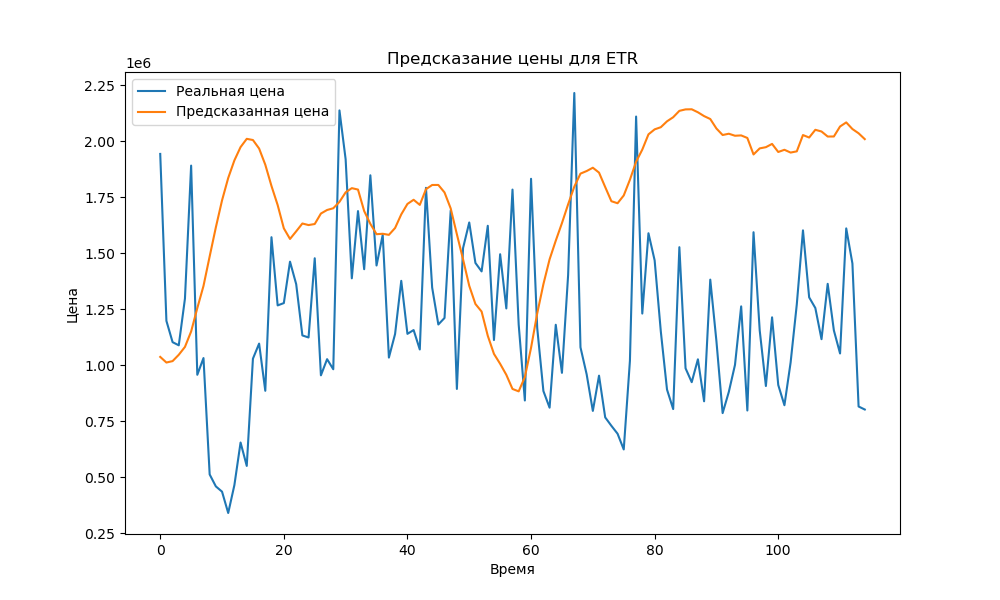 Предсказание цены для ETR
1e6
Реальная цена
Предсказанная цена
2.25
2.00
1.75
1.50
1.25
1.00
0.75
0.50
0.25
Цена
0 20 40 60 80 100
Время